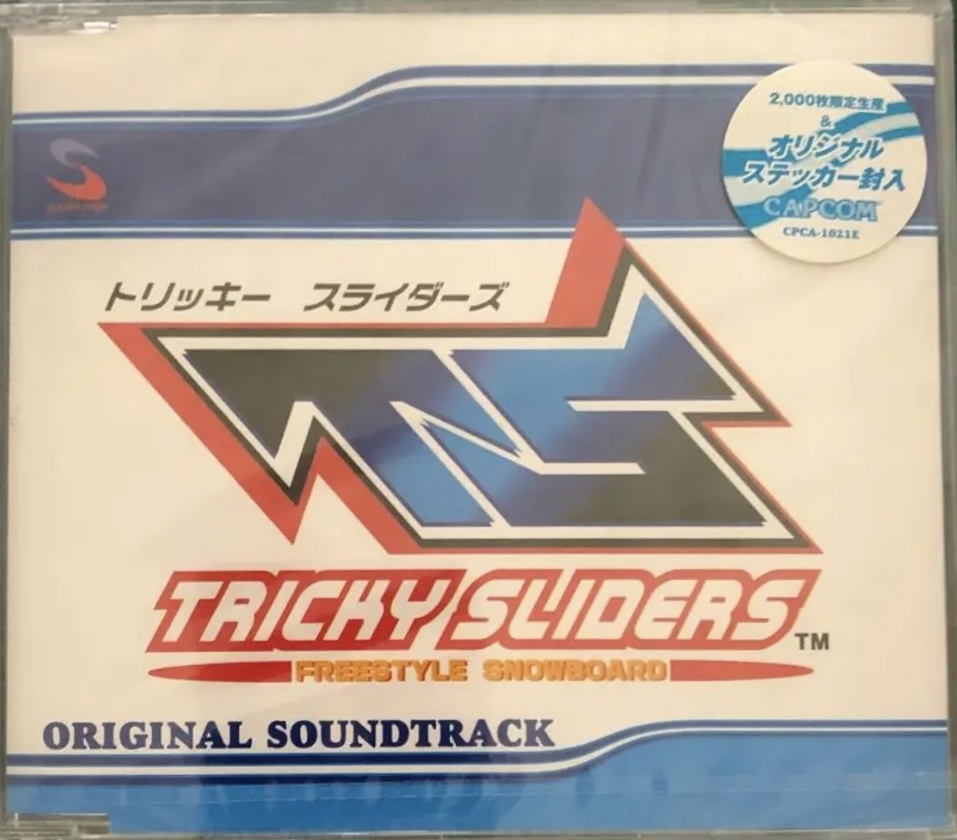 2,000枚限定生産
&
オリジナル
ステッカー封入
CAPCOM
CPCA-1021E
トリッキー スライダーズ
TS
TRICKY SLIDERS™
FREESTYLE SNOWBOARD
ORIGINAL SOUNDTRACK